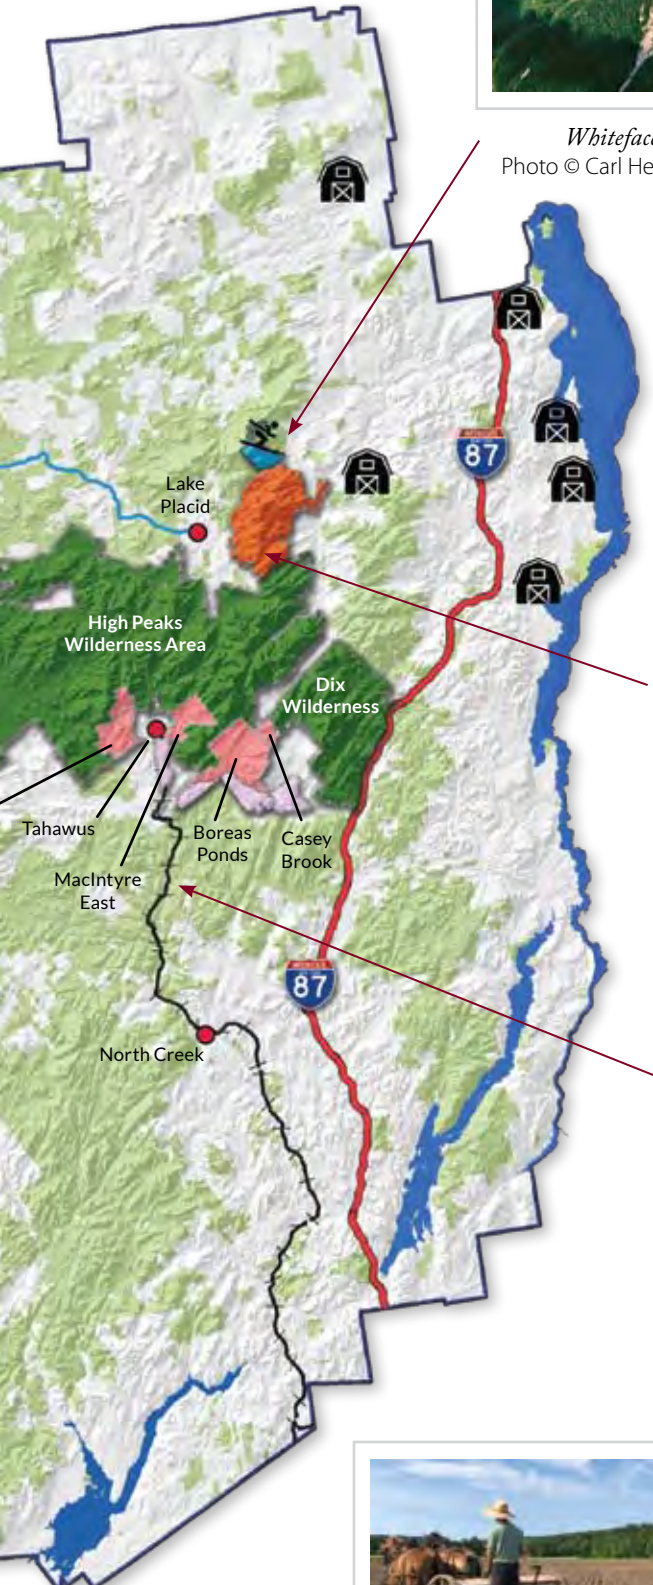 Photo © Carl He
87
Lake
Placid
High Peaks
Wilderness Area
Dix
Wilderness
Tahawus
Boreas
Ponds
Casey
Brook
MacIntyre
East
87
North Creek